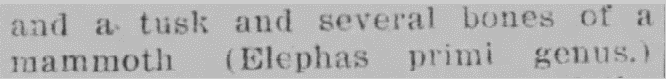 and a tusk and several bones of a
mammoth (Elephas primi genus.)